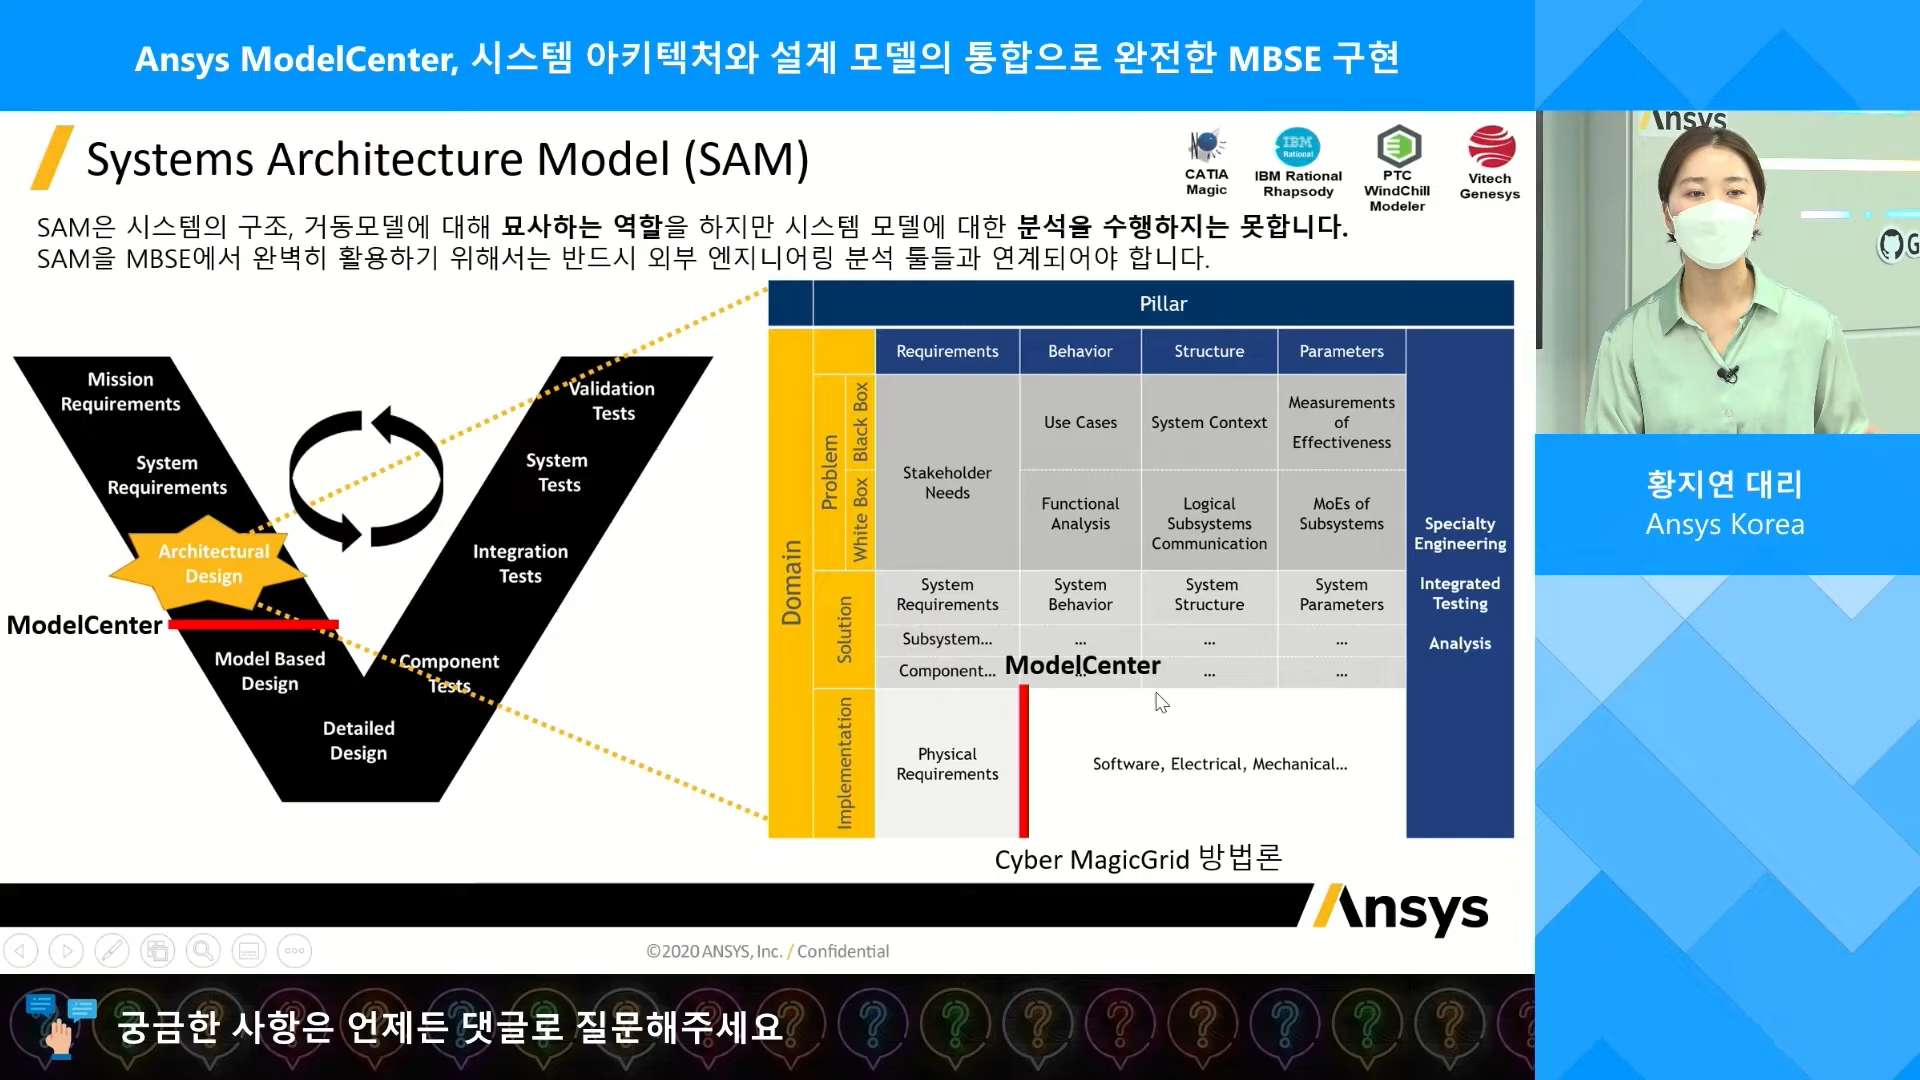 Ansys ModelCenter, 시스템 아키텍처와 설계 모델의 통합으로 완전한 MBSE 구현
Systems Architecture Model (SAM)
CATIA
Magic
IBM
Rational
IBM Rational
Rhapsody
PTC
WindChill
Modeler
Vitech
Genesys
SAM은 시스템의 구조, 거동모델에 대해 묘사하는 역할을 하지만 시스템 모델에 대한 분석을 수행하지는 못합니다.
SAM을 MBSE에서 완벽히 활용하기 위해서는 반드시 외부 엔지니어링 분석 툴들과 연계되어야 합니다.
Mission
Requirements
System
Requirements
Architectural
Design
ModelCenter
Model Based
Design
Detailed
Design
Component
Tests
Integration
Tests
System
Tests
Validation
Tests
Pillar
Requirements
Behavior
Structure
Parameters
Domain
Problem
Black Box
White Box
Stakeholder
Needs
Use Cases
System Context
Measurements
of
Effectiveness
Functional
Analysis
Logical
Subsystems
Communication
MoEs of
Subsystems
Solution
System
Requirements
System
Behavior
System
Structure
System
Parameters
Subsystem...
...
...
...
Component...
...
...
...
ModelCenter
Implementation
Physical
Requirements
Software, Electrical, Mechanical...
Specialty
Engineering
Integrated
Testing
Analysis
Cyber MagicGrid 방법론
Ansys
©2020 ANSYS, Inc. / Confidential
Ansys
G
황지연 대리
Ansys Korea
궁금한 사항은 언제든 댓글로 질문해주세요